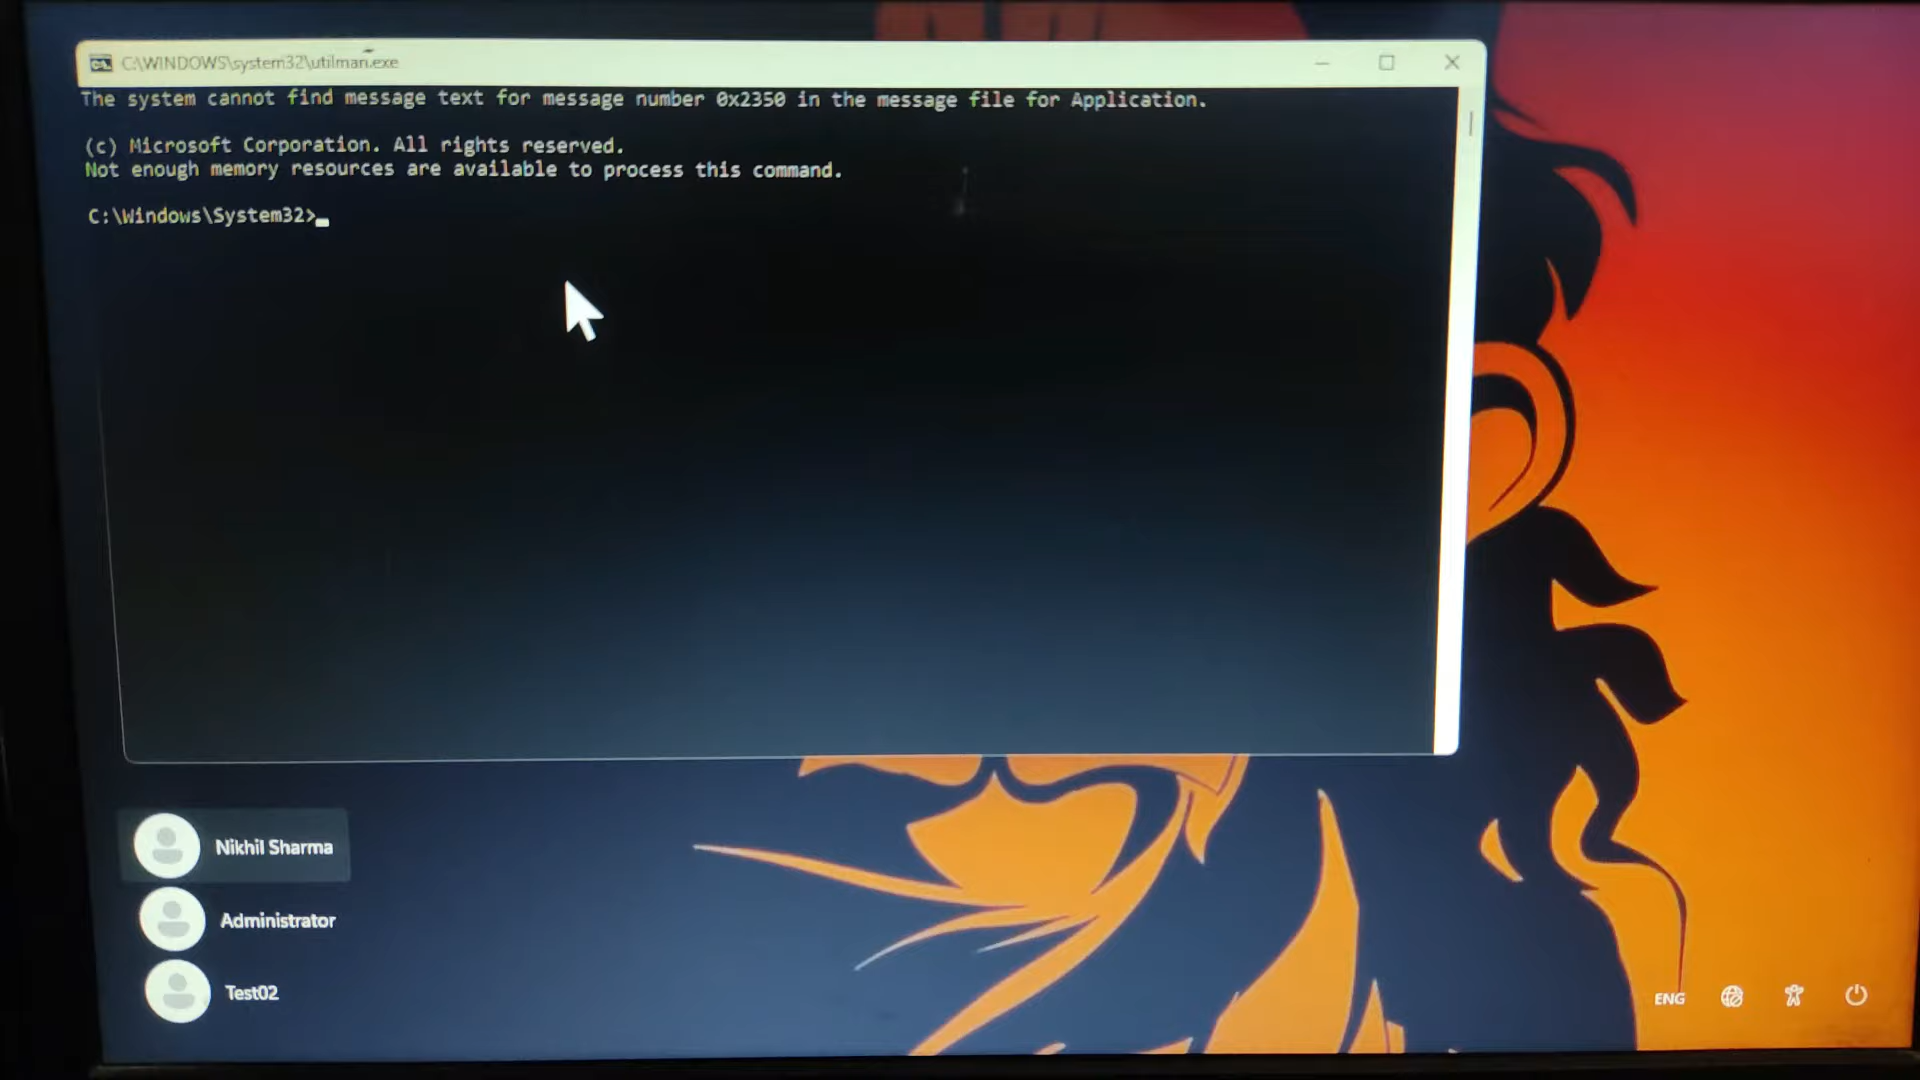 C:\WINDOWS\system32\utilman.exe
The system cannot find message text for message number 0x2350 in the message file for Application.
(c) Microsoft Corporation. All rights reserved.
Not enough memory resources are available to process this command.
C:\Windows\System32>
Nikhil Sharma
Administrator
Test02
ENG